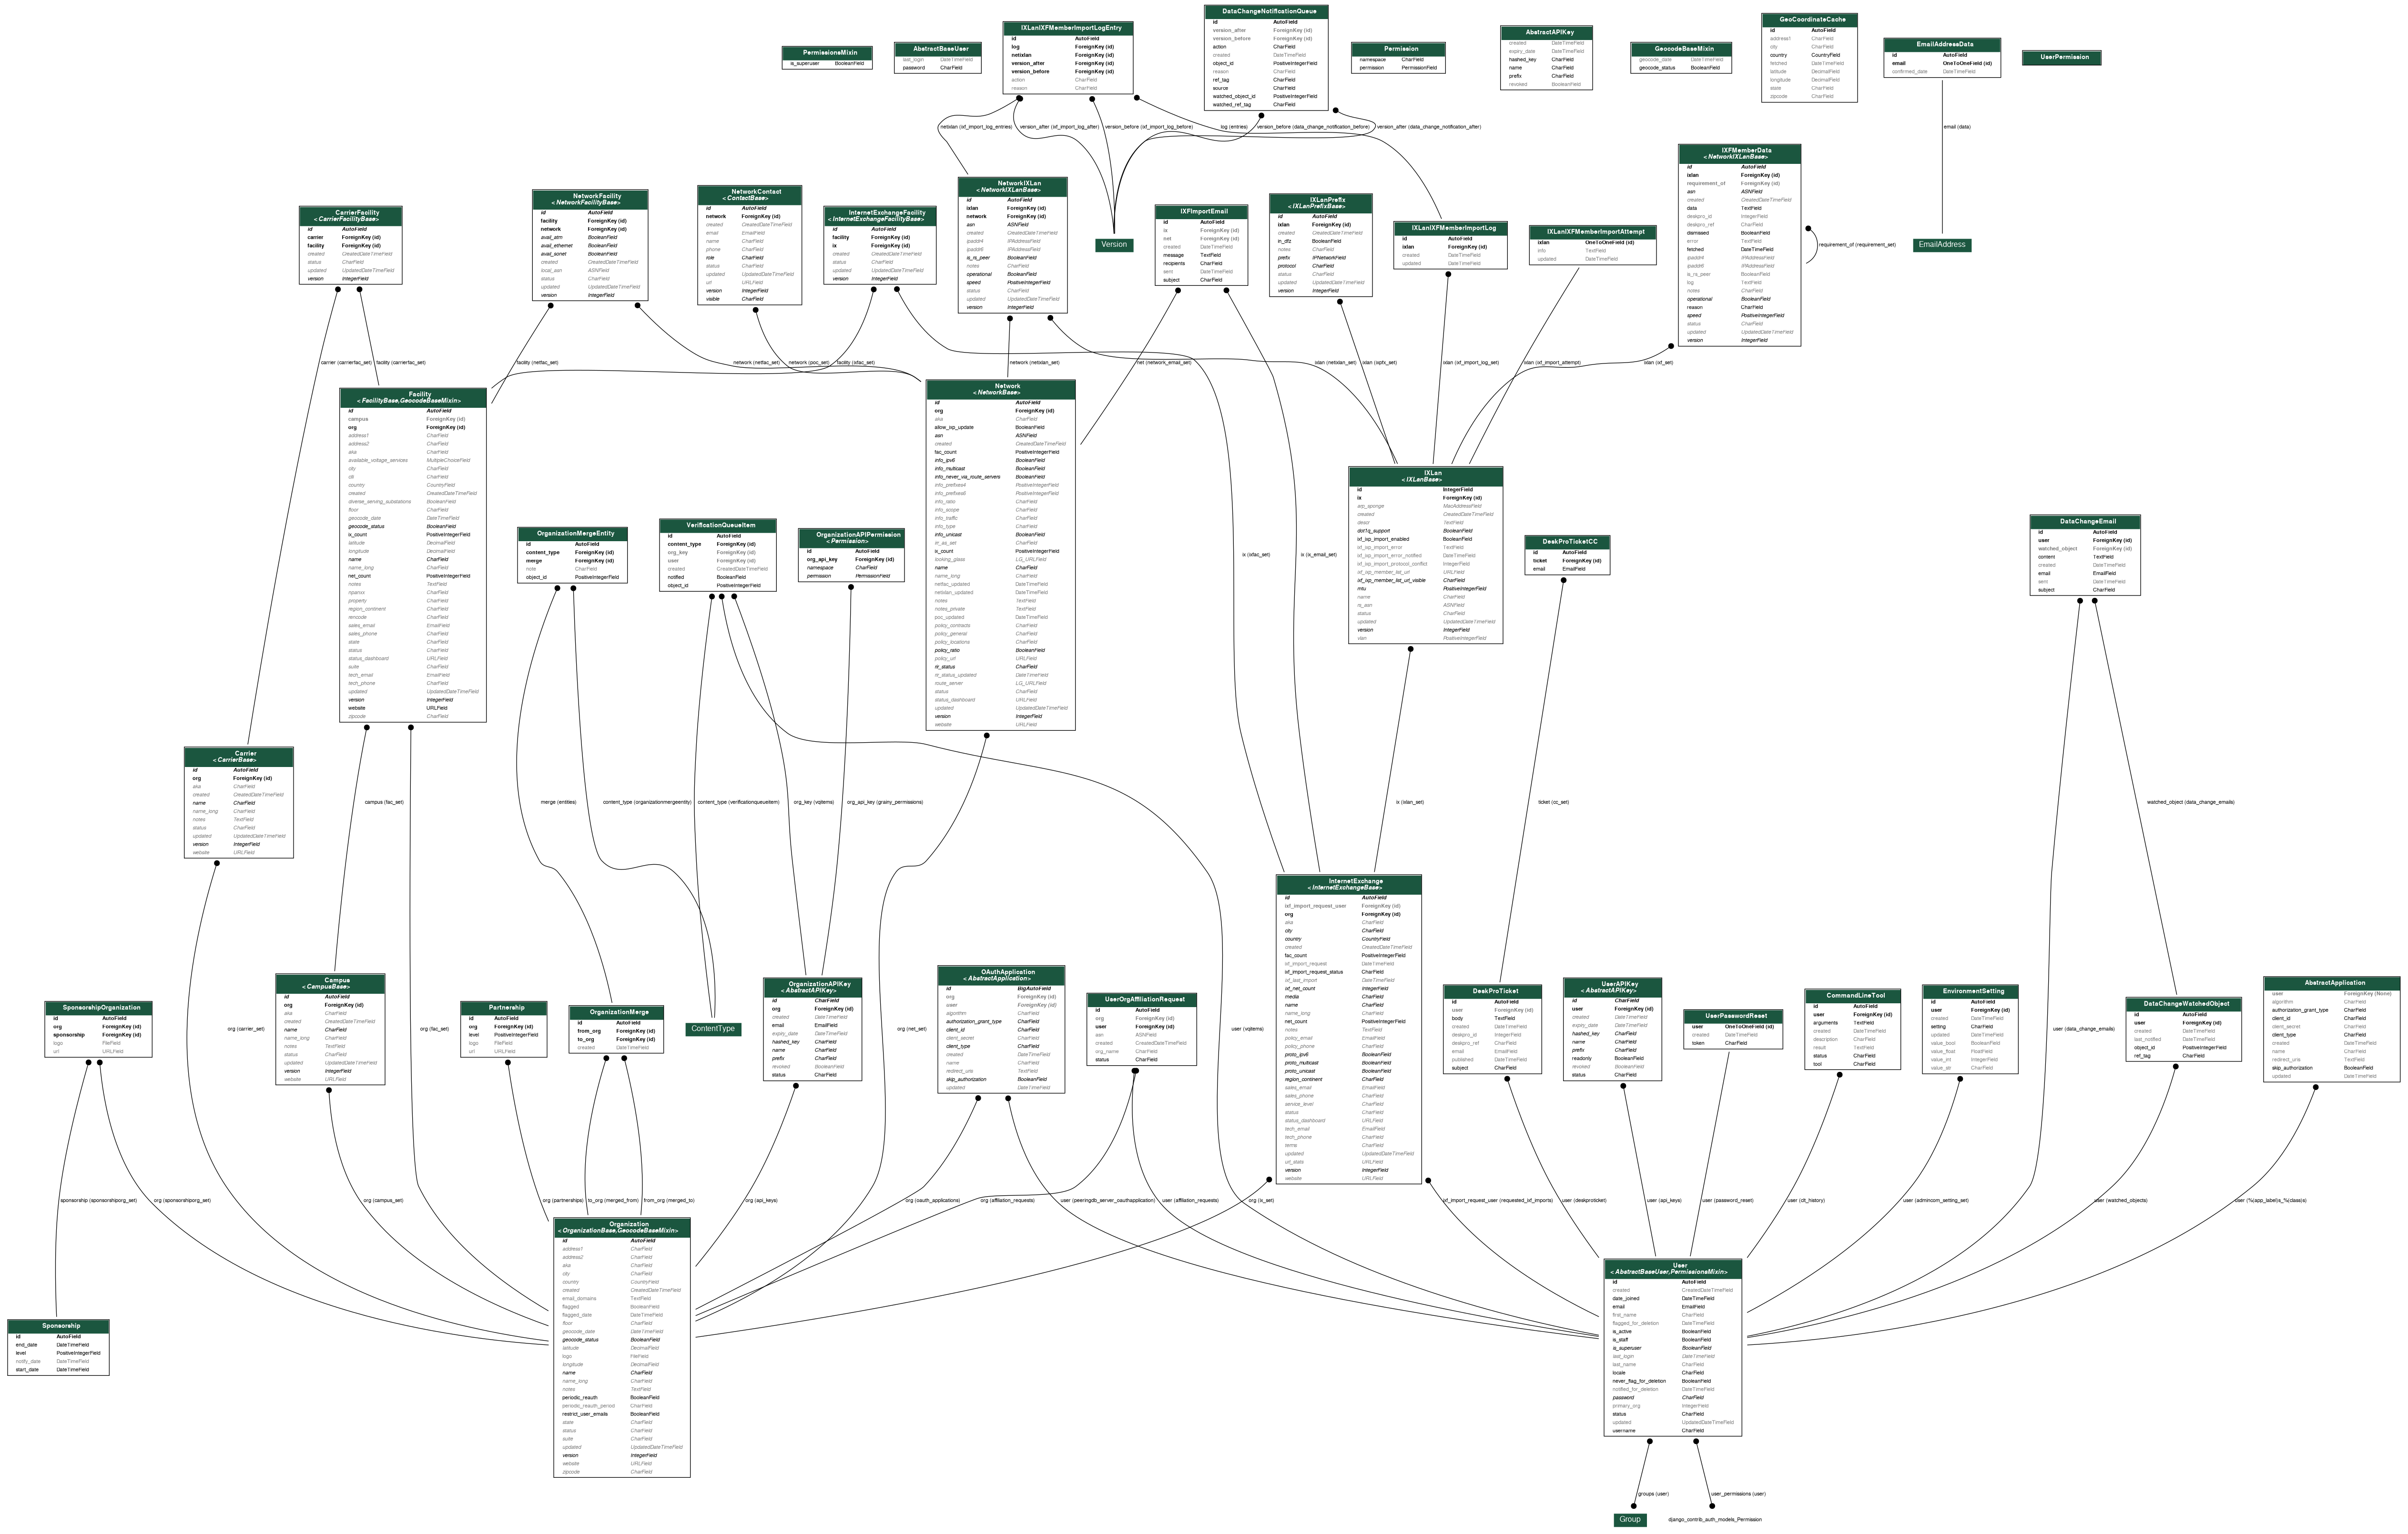 PermissionsMixin
is_superuser BooleanField
AbstractBaseUser
last_login DateTimeField
password CharField
IXLanIXFMemberImportLogEntry
id AutoField
log ForeignKey (id)
netixlan ForeignKey (id)
version_after ForeignKey (id)
version_before ForeignKey (id)
action CharField
reason CharField
DataChangeNotificationQueue
id AutoField
version_after ForeignKey (id)
version_before ForeignKey (id)
action CharField
created DateTimeField
object_id PositiveIntegerField
reason CharField
ref_tag CharField
source CharField
watched_object_id PositiveIntegerField
watched_ref_tag CharField
Permission
namespace CharField
permission PermissionField
AbstractAPIKey
created DateTimeField
expiry_date DateTimeField
hashed_key CharField
name CharField
prefix CharField
revoked BooleanField
GeocodeBaseMixin
geocode_date DateTimeField
geocode_status BooleanField
GeoCoordinateCache
id AutoField
address1 CharField
city CharField
country CountryField
fetched DateTimeField
latitude DecimalField
longitude DecimalField
state CharField
zipcode CharField
EmailAddressData
id AutoField
email OneToOneField (id)
confirmed_date DateTimeField
UserPermission
netixlan (ixf_import_log_entries)
version_after (ixf_import_log_after)
version_before (ixf_import_log_before)
log (entries)
version_before (data_change_notification_before)
version_after (data_change_notification_after)
email (data)
CarrierFacility
<CarrierFacilityBase>
id AutoField
carrier ForeignKey (id)
facility ForeignKey (id)
created CreatedDateTimeField
status CharField
updated UpdatedDateTimeField
version IntegerField
NetworkFacility
<NetworkFacilityBase>
id AutoField
facility ForeignKey (id)
network ForeignKey (id)
avail_atm BooleanField
avail_ethernet BooleanField
avail_sonet BooleanField
created CreatedDateTimeField
local_asn ASNField
status CharField
updated UpdatedDateTimeField
version IntegerField
NetworkContact
<ContactBase>
id AutoField
network ForeignKey (id)
created CreatedDateTimeField
email EmailField
name CharField
phone CharField
role CharField
status CharField
updated UpdatedDateTimeField
url URLField
version IntegerField
visible CharField
InternetExchangeFacility
<InternetExchangeFacilityBase>
id AutoField
facility ForeignKey (id)
ix ForeignKey (id)
created CreatedDateTimeField
status CharField
updated UpdatedDateTimeField
version IntegerField
NetworkIXLan
<NetworkIXLanBase>
id AutoField
ixlan ForeignKey (id)
network ForeignKey (id)
asn ASNField
created CreatedDateTimeField
ipaddr4 IPAddressField
ipaddr6 IPAddressField
is_rs_peer BooleanField
notes CharField
operational BooleanField
speed PositiveIntegerField
status CharField
updated UpdatedDateTimeField
version IntegerField
Version
IXFImportEmail
id AutoField
ix ForeignKey (id)
net ForeignKey (id)
created DateTimeField
message TextField
recipients CharField
sent DateTimeField
subject CharField
IXLanPrefix
<IXLanPrefixBase>
id AutoField
ixlan ForeignKey (id)
created CreatedDateTimeField
in_dfz BooleanField
notes CharField
prefix IPNetworkField
protocol CharField
status CharField
updated UpdatedDateTimeField
version IntegerField
IXLanIXFMemberImportLog
id AutoField
ixlan ForeignKey (id)
created DateTimeField
updated DateTimeField
IXLanIXFMemberImportAttempt
ixlan OneToOneField (id)
info TextField
updated DateTimeField
IXFMemberData
<NetworkIXLanBase>
id AutoField
ixlan ForeignKey (id)
requirement_of ForeignKey (id)
asn ASNField
created CreatedDateTimeField
data TextField
deskpro_id IntegerField
deskpro_ref CharField
dismissed BooleanField
error TextField
fetched DateTimeField
ipaddr4 IPAddressField
ipaddr6 IPAddressField
is_rs_peer BooleanField
log TextField
notes CharField
operational BooleanField
reason CharField
speed PositiveIntegerField
status CharField
updated UpdatedDateTimeField
version IntegerField
requirement_of (requirement_set)
EmailAddress
carrier (carrierfac_set)
facility (carrierfac_set)
facility (netfac_set)
network (netfac_set)
network (poc_set)
facility (ixfac_set)
network (netixlan_set)
net (network_email_set)
ixlan (netixlan_set)
ixlan (ixpfx_set)
ixlan (ixf_import_log_set)
ixlan (ixf_import_attempt)
ixlan (ixf_set)
Facility
<FacilityBase,GeocodeBaseMixin>
id AutoField
campus ForeignKey (id)
org ForeignKey (id)
address1 CharField
address2 CharField
aka CharField
available_voltage_services MultipleChoiceField
city CharField
clli CharField
country CountryField
created CreatedDateTimeField
diverse_serving_substations BooleanField
floor CharField
geocode_date DateTimeField
geocode_status BooleanField
ix_count PositiveIntegerField
latitude DecimalField
longitude DecimalField
name CharField
name_long CharField
net_count PositiveIntegerField
notes TextField
npanxx CharField
property CharField
region_continent CharField
rencode CharField
sales_email EmailField
sales_phone CharField
state CharField
status CharField
status_dashboard URLField
suite CharField
tech_email EmailField
tech_phone CharField
updated UpdatedDateTimeField
version IntegerField
website URLField
zipcode CharField
Network
<NetworkBase>
id AutoField
org ForeignKey (id)
aka CharField
allow_ixp_update BooleanField
asn ASNField
created CreatedDateTimeField
fac_count PositiveIntegerField
info_ipv6 BooleanField
info_multicast BooleanField
info_never_via_route_servers BooleanField
info_prefixes4 PositiveIntegerField
info_prefixes6 PositiveIntegerField
info_ratio CharField
info_scope CharField
info_traffic CharField
info_type CharField
info_unicast BooleanField
irr_as_set CharField
ix_count PositiveIntegerField
looking_glass LG_URLField
name CharField
name_long CharField
netfac_updated DateTimeField
netixlan_updated DateTimeField
notes TextField
notes_private TextField
poc_updated DateTimeField
policy_contracts CharField
policy_general CharField
policy_locations CharField
policy_ratio BooleanField
policy_url URLField
rir_status CharField
rir_status_updated DateTimeField
route_server LG_URLField
status CharField
status_dashboard URLField
updated UpdatedDateTimeField
version IntegerField
website URLField
IXLan
<IXLanBase>
id IntegerField
ix ForeignKey (id)
arp_sponge MacAddressField
created CreatedDateTimeField
descr TextField
dot1q_support BooleanField
ixf_ixp_import_enabled BooleanField
ixf_ixp_import_error TextField
ixf_ixp_import_error_notified DateTimeField
ixf_ixp_import_protocol_conflict IntegerField
ixf_ixp_member_list_url URLField
ixf_ixp_member_list_url_visible CharField
mtu PositiveIntegerField
name CharField
rs_asn ASNField
status CharField
updated UpdatedDateTimeField
version IntegerField
vlan PositiveIntegerField
OrganizationMergeEntity
id AutoField
content_type ForeignKey (id)
merge ForeignKey (id)
note CharField
object_id PositiveIntegerField
VerificationQueueItem
id AutoField
content_type ForeignKey (id)
org_key ForeignKey (id)
user ForeignKey (id)
created CreatedDateTimeField
notified BooleanField
object_id PositiveIntegerField
OrganizationAPIPermission
<Permission>
id AutoField
org_api_key ForeignKey (id)
namespace CharField
permission PermissionField
ix (ixfac_set)
ix (ix_email_set)
DeskProTicketCC
id AutoField
ticket ForeignKey (id)
email EmailField
DataChangeEmail
id AutoField
user ForeignKey (id)
watched_object ForeignKey (id)
content TextField
created DateTimeField
email EmailField
sent DateTimeField
subject CharField
Carrier
<CarrierBase>
id AutoField
org ForeignKey (id)
aka CharField
created CreatedDateTimeField
name CharField
name_long CharField
notes TextField
status CharField
updated UpdatedDateTimeField
version IntegerField
website URLField
campus (fac_set)
merge (entities)
content_type (organizationmergeentity)
content_type (verificationqueueitem)
org_key (vqitems)
org_api_key (grainy_permissions)
ix (ixlan_set)
ticket (cc_set)
watched_object (data_change_emails)
InternetExchange
<InternetExchangeBase>
id AutoField
ixf_import_request_user ForeignKey (id)
org ForeignKey (id)
aka CharField
city CharField
country CountryField
created CreatedDateTimeField
fac_count PositiveIntegerField
ixf_import_request DateTimeField
ixf_import_request_status CharField
ixf_last_import DateTimeField
ixf_net_count IntegerField
media CharField
name CharField
name_long CharField
net_count PositiveIntegerField
notes TextField
policy_email EmailField
policy_phone CharField
proto_ipv6 BooleanField
proto_multicast BooleanField
proto_unicast BooleanField
region_continent CharField
sales_email EmailField
sales_phone CharField
service_level CharField
status CharField
status_dashboard URLField
tech_email EmailField
tech_phone CharField
terms CharField
updated UpdatedDateTimeField
url_stats URLField
version IntegerField
website URLField
SponsorshipOrganization
id AutoField
org ForeignKey (id)
sponsorship ForeignKey (id)
logo FileField
url URLField
org (carrier_set)
Campus
<CampusBase>
id AutoField
org ForeignKey (id)
aka CharField
created CreatedDateTimeField
name CharField
name_long CharField
notes TextField
status CharField
updated UpdatedDateTimeField
version IntegerField
website URLField
org (fac_set)
Partnership
id AutoField
org ForeignKey (id)
level PositiveIntegerField
logo FileField
url URLField
OrganizationMerge
id AutoField
from_org ForeignKey (id)
to_org ForeignKey (id)
created DateTimeField
ContentType
OrganizationAPIKey
<AbstractAPIKey>
id CharField
org ForeignKey (id)
created DateTimeField
email EmailField
expiry_date DateTimeField
hashed_key CharField
name CharField
prefix CharField
revoked BooleanField
status CharField
org (net_set)
OAuthApplication
<AbstractApplication>
id BigAutoField
org ForeignKey (id)
user ForeignKey (id)
algorithm CharField
authorization_grant_type CharField
client_id CharField
client_secret CharField
client_type CharField
created DateTimeField
name CharField
redirect_uris TextField
skip_authorization BooleanField
updated DateTimeField
UserOrgAffiliationRequest
id AutoField
org ForeignKey (id)
user ForeignKey (id)
asn ASNField
created CreatedDateTimeField
org_name CharField
status CharField
user (vqitems)
DeskProTicket
id AutoField
user ForeignKey (id)
body TextField
created DateTimeField
deskpro_id IntegerField
deskpro_ref CharField
email EmailField
published DateTimeField
subject CharField
UserAPIKey
<AbstractAPIKey>
id CharField
user ForeignKey (id)
created DateTimeField
expiry_date DateTimeField
hashed_key CharField
name CharField
prefix CharField
readonly BooleanField
revoked BooleanField
status CharField
UserPasswordReset
user OneToOneField (id)
created DateTimeField
token CharField
CommandLineTool
id AutoField
user ForeignKey (id)
arguments TextField
created DateTimeField
description CharField
result TextField
status CharField
tool CharField
EnvironmentSetting
id AutoField
user ForeignKey (id)
created DateTimeField
setting CharField
updated DateTimeField
value_bool BooleanField
value_float FloatField
value_int IntegerField
value_str CharField
user (data_change_emails)
DataChangeWatchedObject
id AutoField
user ForeignKey (id)
last_notified DateTimeField
object_id PositiveIntegerField
ref_tag CharField
AbstractApplication
user ForeignKey (None)
algorithm CharField
authorization_grant_type CharField
client_id CharField
client_secret CharField
client_type CharField
created DateTimeField
name CharField
redirect_uris TextField
skip_authorization BooleanField
updated DateTimeField
sponsorship (sponsorshiporg_set)
org (sponsorshiporg_set)
org (campus_set)
org (partnerships)
to_org (merged_from)
from_org (merged_to)
org (api_keys)
org (oauth_applications)
org (affiliation_requests)
user (peeringdb_server_oauthapplication)
user (affiliation_requests)
org (ix_set)
ixf_import_request_user (requested_ixf_imports)
user (deskproticket)
user (api_keys)
user (password_reset)
user (clt_history)
user (admincom_setting_set)
user (watched_objects)
user (%(app_label)s_%(class)s)
Sponsorship
id AutoField
end_date DateTimeField
level PositiveIntegerField
notify_date DateTimeField
start_date DateTimeField
Organization
<OrganizationBase,GeocodeBaseMixin>
id AutoField
address1 CharField
address2 CharField
aka CharField
city CharField
country CountryField
created CreatedDateTimeField
email_domains TextField
flagged BooleanField
flagged_date DateTimeField
floor CharField
geocode_date DateTimeField
geocode_status BooleanField
latitude DecimalField
logo FileField
longitude DecimalField
name CharField
name_long CharField
notes TextField
periodic_reauth BooleanField
periodic_reauth_period CharField
restrict_user_emails BooleanField
state CharField
status CharField
suite CharField
updated UpdatedDateTimeField
version IntegerField
website URLField
zipcode CharField
User
<AbstractBaseUser,PermissionsMixin>
id AutoField
created CreatedDateTimeField
date_joined DateTimeField
email EmailField
first_name CharField
flagged_for_deletion DateTimeField
is_active BooleanField
is_staff BooleanField
is_superuser BooleanField
last_login DateTimeField
last_name CharField
locale CharField
never_flag_for_deletion BooleanField
notified_for_deletion DateTimeField
password CharField
primary_org IntegerField
status CharField
updated UpdatedDateTimeField
username CharField
groups (user)
user_permissions (user)
Group
django_contrib_auth_models_Permission